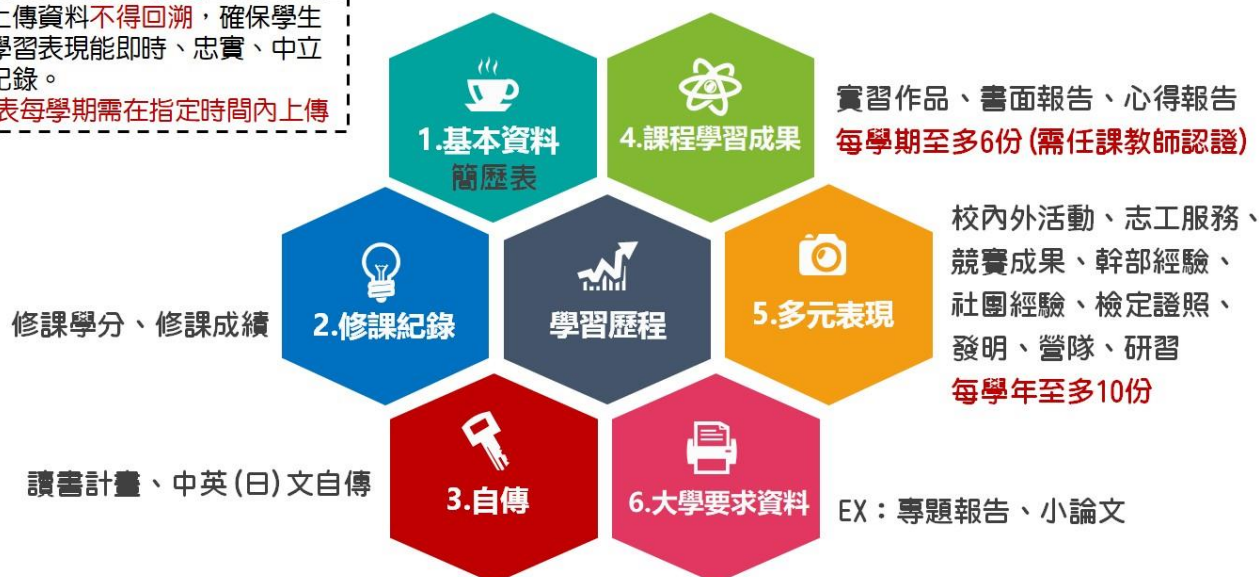 上傳資料不得回溯，確保學生
學習表現能即時、忠實、中立
記錄。
表每學期需在指定時間內上傳
1.基本資料
簡歷表
4.課程學習成果
實習作品、書面報告、心得報告
每學期至多6份(需任課教師認證)
修課學分、修課成績
2.修課紀錄
學習歷程
5.多元表現
校內外活動、志工服務、
競賽成果、幹部經驗、
社團經驗、檢定證照、
發明、營隊、研習
每學年至多10份
讀書計畫、中英(日)文自傳
3.自傳
6.大學要求資料
EX：專題報告、小論文